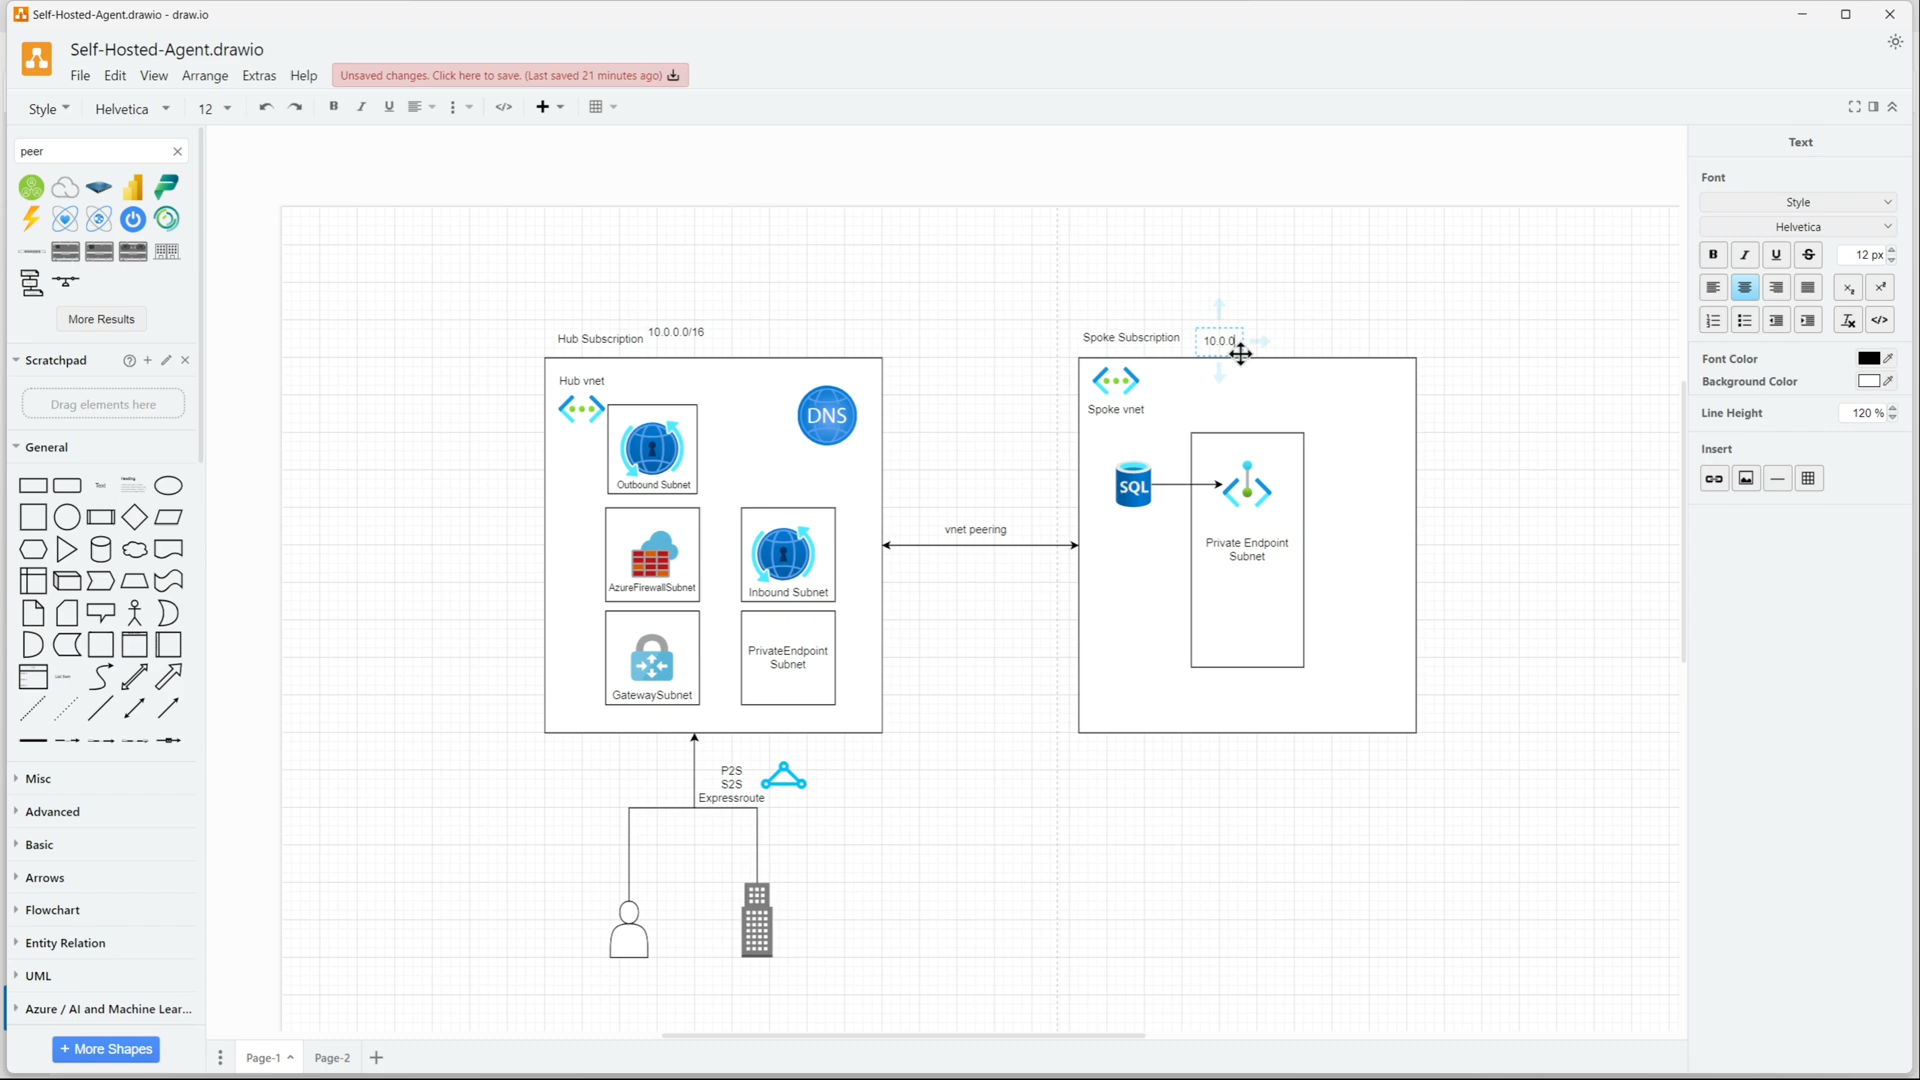 Self-Hosted-Agent.drawio - draw.io
Self-Hosted-Agent.drawio
File Edit View Arrange Extras Help
Unsaved changes. Click here to save. (Last saved 21 minutes ago)
Style Helvetica 12 B I U
peer
More Results
Scratchpad
Drag elements here
General
Text
Heading
List Item
Misc
Advanced
Basic
Arrows
Flowchart
Entity Relation
UML
Azure / AI and Machine Lear...
+ More Shapes
Hub Subscription
10.0.0.0/16
Hub vnet
DNS
Outbound Subnet
AzureFirewallSubnet
Inbound Subnet
GatewaySubnet
PrivateEndpoint
Subnet
vnet peering
Spoke Subscription
10.0.0
Spoke vnet
SQL
Private Endpoint
Subnet
P2S
S2S
Expressroute
Page-1
Page-2
Text
Font
Style
Helvetica
B I U S
12 px
Font Color
Background Color
Line Height
120 %
Insert